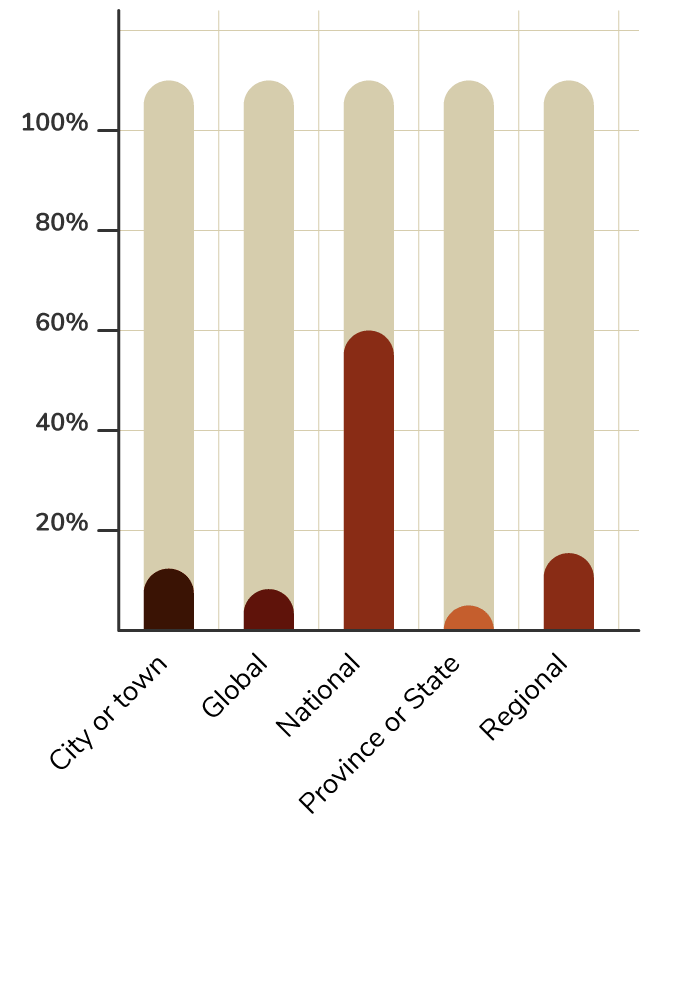 100%
80%
60%
40%
20%
City or town
Global
National
Province or State
Regional